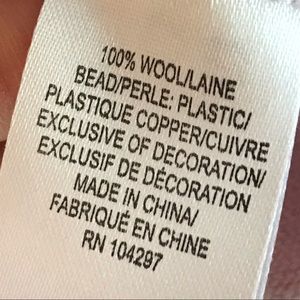 100% WOOL/LAINE
BEAD/PERLE: PLASTIC/
PLASTIQUE COPPER/CUIVRE
EXCLUSIVE OF DECORATION/
EXCLUSIF DE DÉCORATION
MADE IN CHINA/
FABRIQUÉ EN CHINE
RN 104297